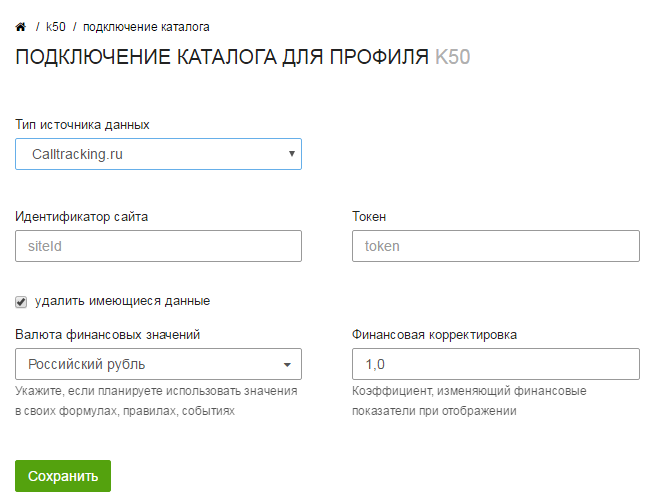 / k50 / подключение каталога
ПОДКЛЮЧЕНИЕ КАТАЛОГА ДЛЯ ПРОФИЛЯ K50
Тип источника данных
Calltracking.ru
Идентификатор сайта
Токен
siteId
token
удалить имеющиеся данные
Валюта финансовых значений
Финансовая корректировка
Российский рубль
1,0
Укажите, если планируете использовать значения
в своих формулах, правилах, событиях
Коэффициент, изменяющий финансовые
показатели при отображении
Сохранить